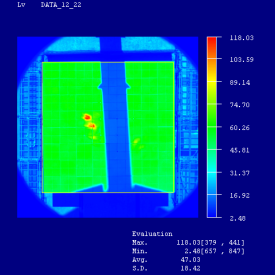 Lv DATA_12_22
118.03
103.59
89.14
74.70
60.26
45.81
31.37
16.92
2.48
Evaluation
Max. 118.03[379 , 441]
Min. 2.48[657 , 847]
Avg. 47.03
S.D. 18.42